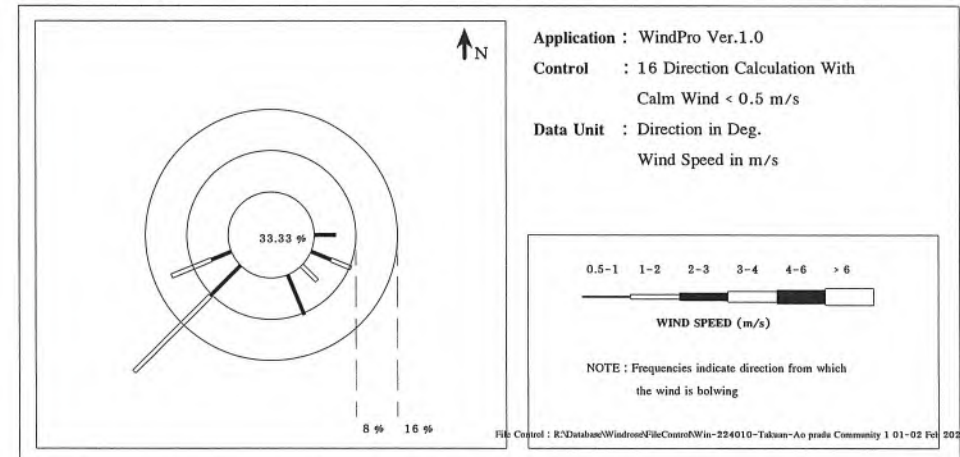 N
33.33 %
8 %
16 %
Application : WindPro Ver.1.0
Control : 16 Direction Calculation With
Calm Wind < 0.5 m/s
Data Unit : Direction in Deg.
Wind Speed in m/s
0.5-1 1-2 2-3 3-4 4-6 > 6
WIND SPEED (m/s)
NOTE : Frequencies indicate direction from which
the wind is bolwing
File Control : R:\Database\Windrose\FileControl\Win-224010-Takuan-Ao pradu Community 1 01-02 Feb 202